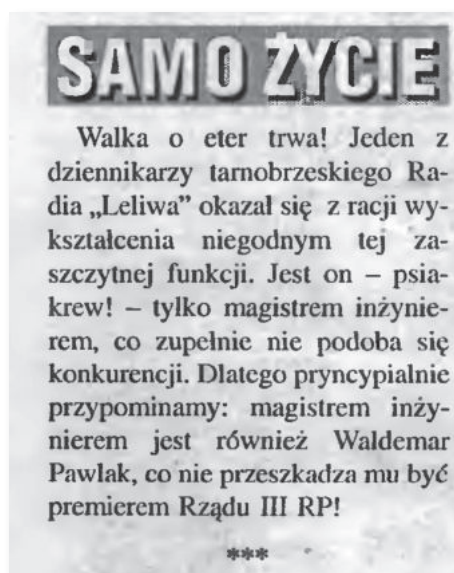 SAMO ŻYCIE
Walka o eter trwa! Jeden z
dziennikarzy tarnobrzeskiego Ra-
dia „Leliwa” okazał się z racji wy-
kształcenia niegodnym tej za-
szczytnej funkcji. Jest on – psia-
krew! – tylko magistrem inżynie-
rem, co zupełnie nie podoba się
konkurencji. Dlatego pryncypialnie
przypominamy: magistrem inży-
nierem jest również Waldemar
Pawlak, co nie przeszkadza mu być
premierem Rządu III RP!
***